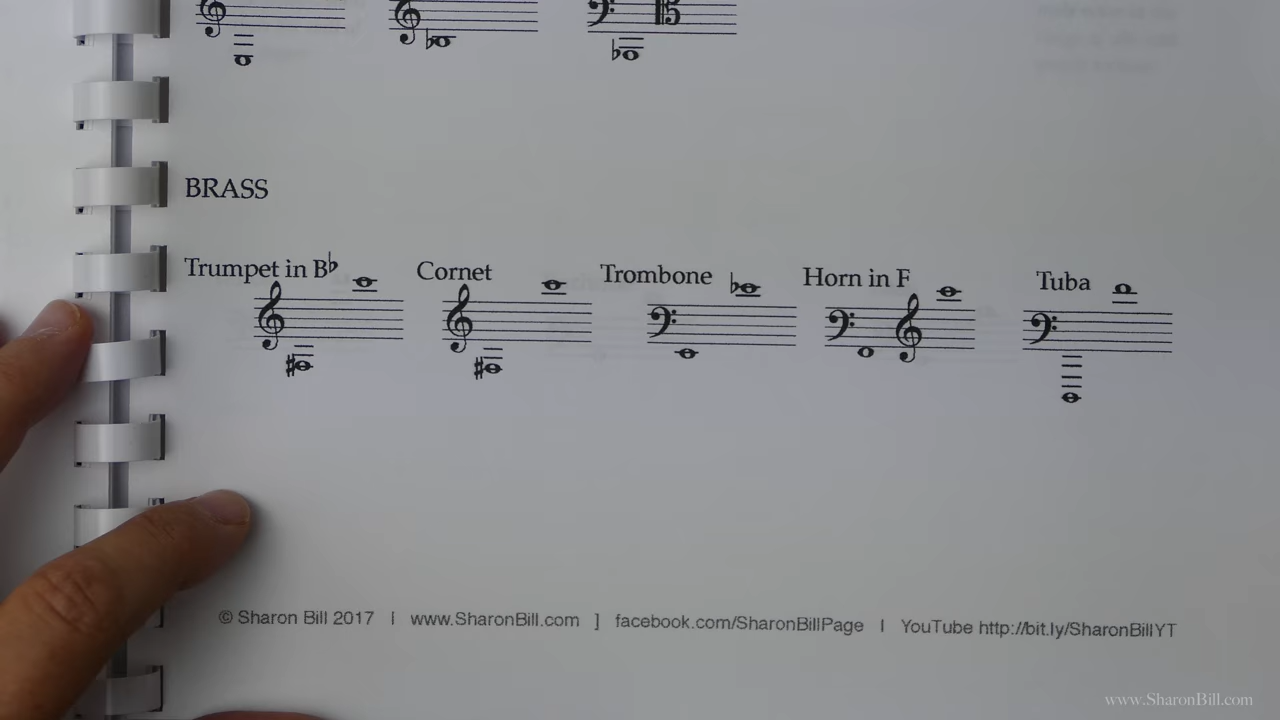 BRASS
Trumpet in B♭ Cornet Trombone Horn in F Tuba
© Sharon Bill 2017 | www.SharonBill.com ] facebook.com/SharonBillPage | YouTube http://bit.ly/SharonBillYT
www.SharonBill.com